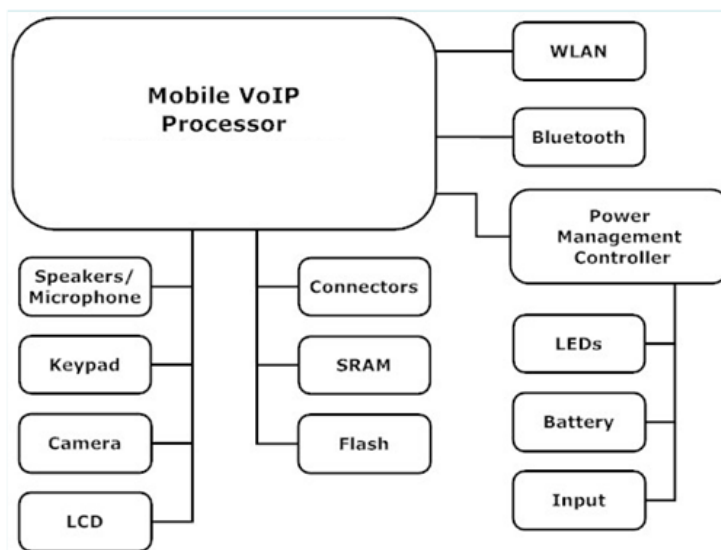 Mobile VoIP
Processor
WLAN
Bluetooth
Power
Management
Controller
Speakers/
Microphone
Keypad
Camera
LCD
Connectors
SRAM
Flash
LEDs
Battery
Input